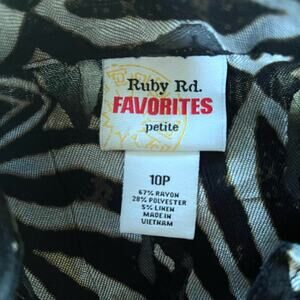 Ruby Rd.
FAVORITES
petite
10P
67% RAYON
28% POLYESTER
5% LINEN
MADE IN
VIETNAM